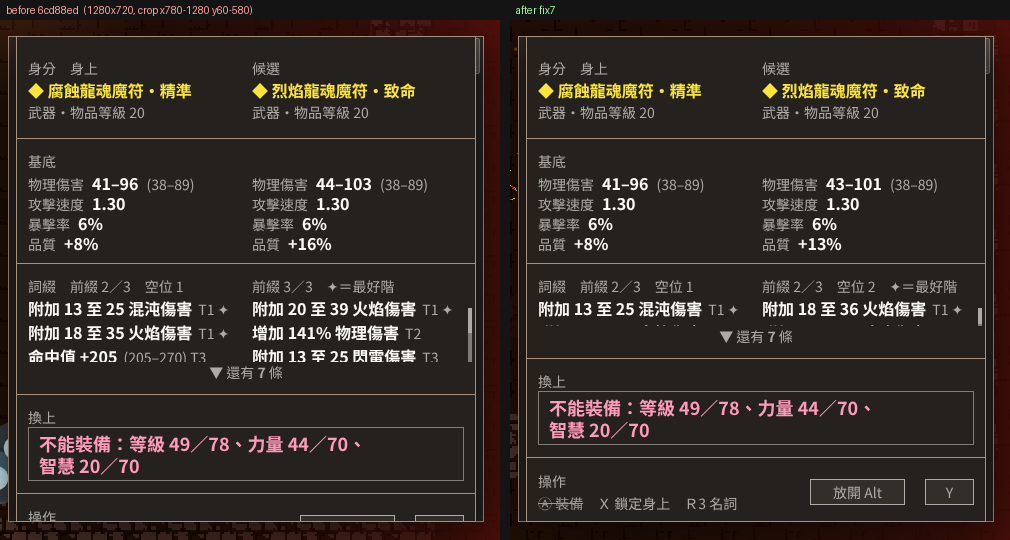 before 6cd88ed (1280x720, crop x780-1280 y60-580)
身分 身上 候選
◆ 腐蝕龍魂魔符・精準 ◆ 烈焰龍魂魔符・致命
武器・物品等級 20 武器・物品等級 20
基底
物理傷害 41–96 (38–89) 物理傷害 44–103 (38–89)
攻擊速度 1.30 攻擊速度 1.30
暴擊率 6% 暴擊率 6%
品質 +8% 品質 +16%
詞綴 前綴 2／3 空位 1 前綴 3／3 ✦=最好階
附加 13 至 25 混沌傷害 T1 ✦ 附加 20 至 39 火焰傷害 T1 ✦
附加 18 至 35 火焰傷害 T1 ✦ 增加 141% 物理傷害 T2
命中值 +205 (205–270) T3 附加 13 至 25 閃電傷害 T3
▼ 還有 7 條
換上
不能裝備：等級 49／78、力量 44／70、
智慧 20／70
操作
after fix7
身分 身上 候選
◆ 腐蝕龍魂魔符・精準 ◆ 烈焰龍魂魔符・致命
武器・物品等級 20 武器・物品等級 20
基底
物理傷害 41–96 (38–89) 物理傷害 43–101 (38–89)
攻擊速度 1.30 攻擊速度 1.30
暴擊率 6% 暴擊率 6%
品質 +8% 品質 +13%
詞綴 前綴 2／3 空位 1 前綴 2／3 空位 2 ✦=最好階
附加 13 至 25 混沌傷害 T1 ✦ 附加 18 至 36 火焰傷害 T1 ✦
▼ 還有 7 條
換上
不能裝備：等級 49／78、力量 44／70、
智慧 20／70
操作
Ⓐ 裝備 X 鎖定身上 R3 名詞 放開 Alt Y